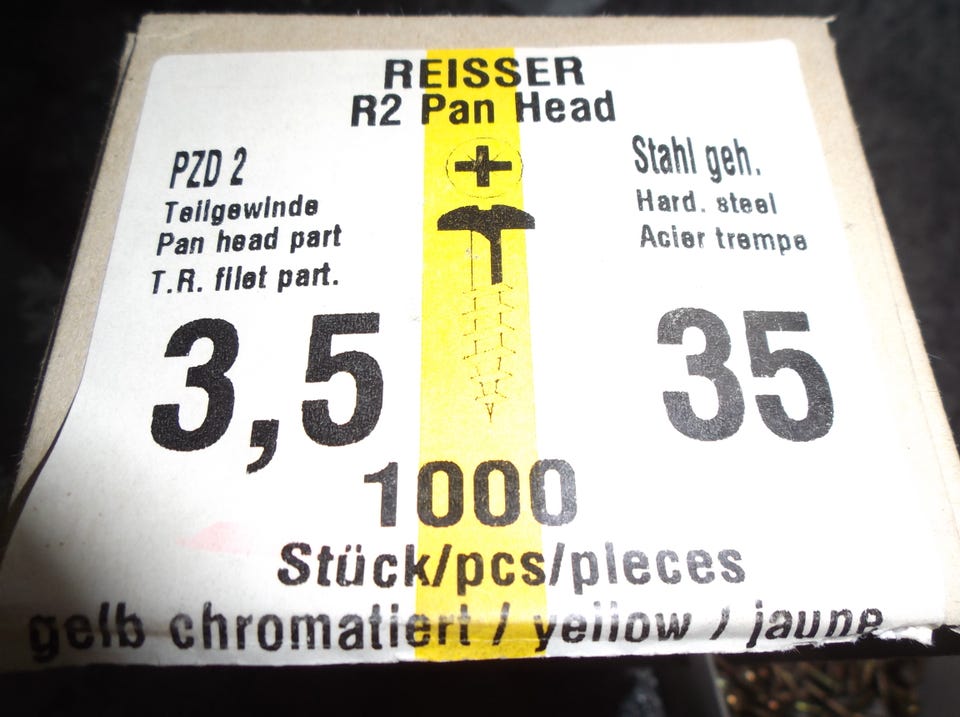 REISSER
R2 Pan Head
PZD 2
Teilgewinde
Pan head part
T.R. filet part.
Stahl geh.
Hard. steel
Acier trempe
3,5
35
1000
Stück/pcs/pieces
gelb chromatiert / yellow / jaune